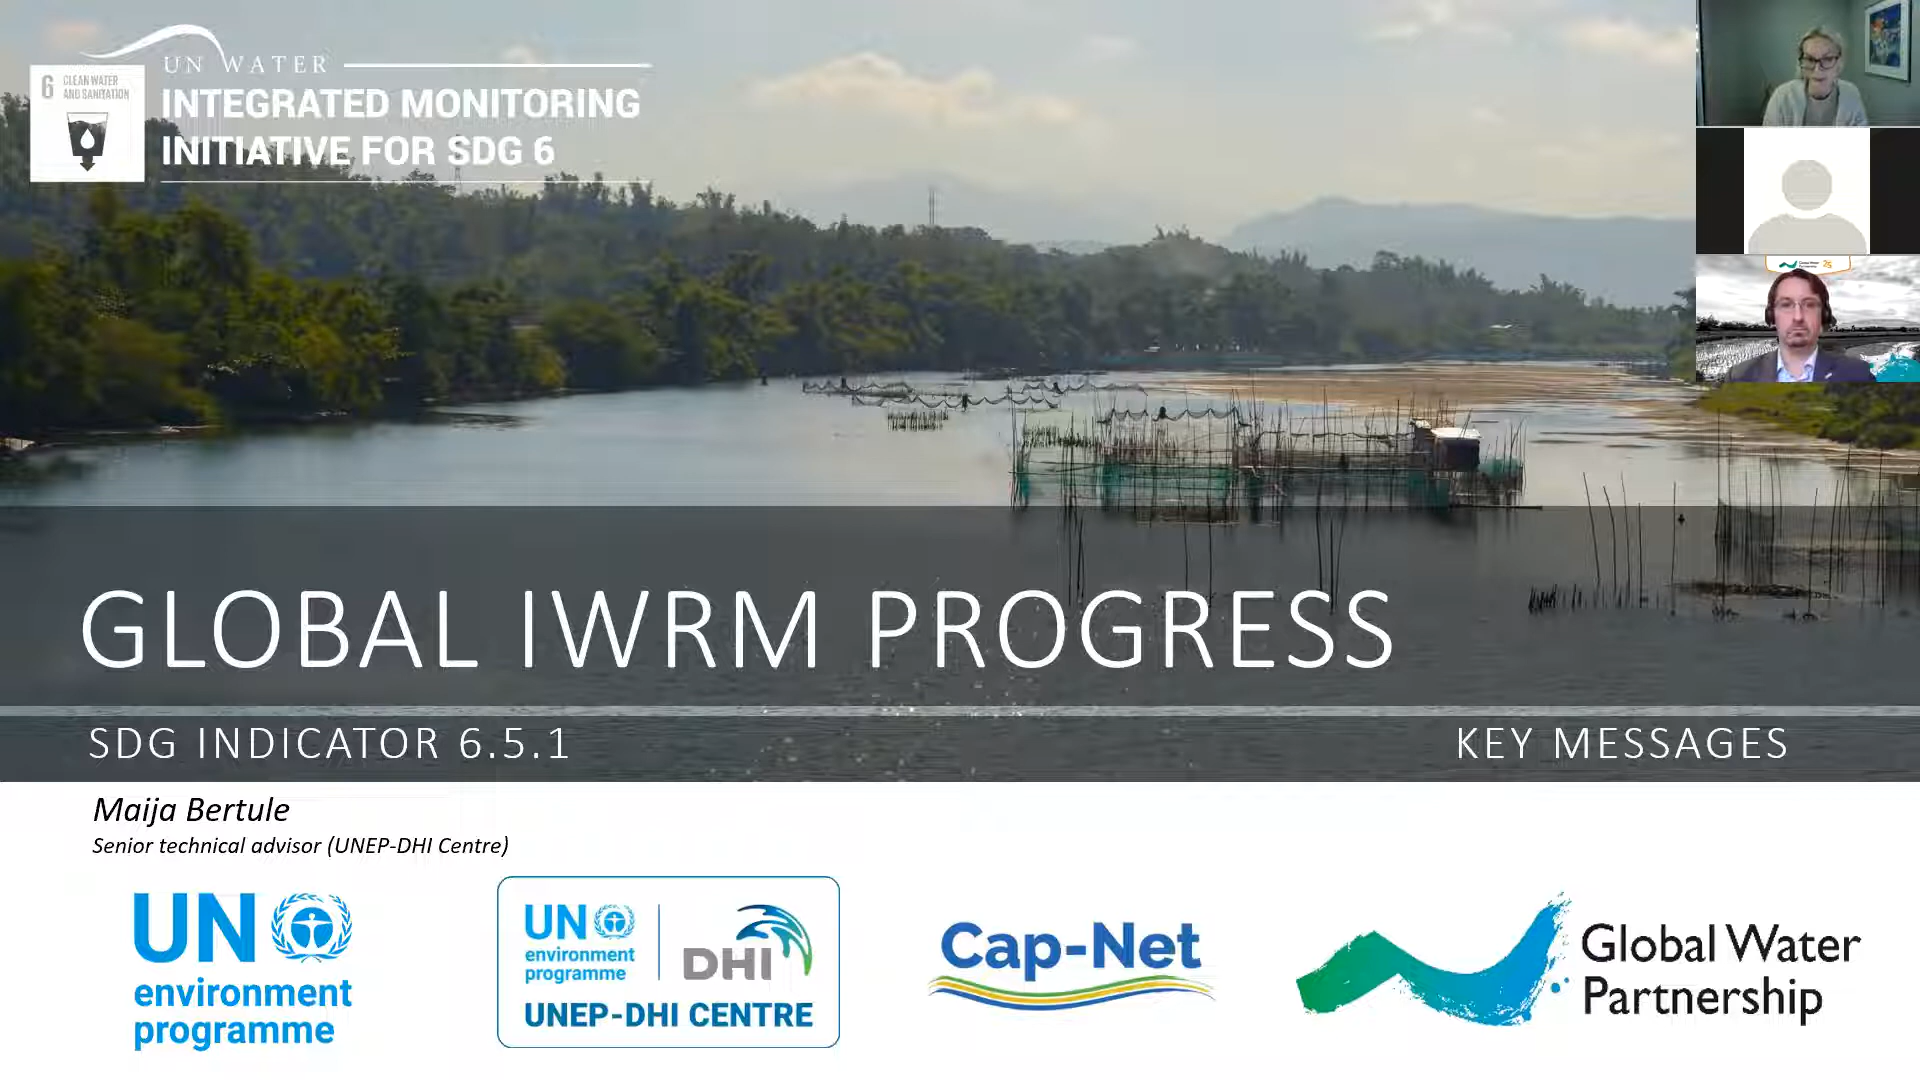 UN WATER
6 CLEAN WATER
AND SANITATION
INTEGRATED MONITORING
INITIATIVE FOR SDG 6
GLOBAL IWRM PROGRESS
SDG INDICATOR 6.5.1
KEY MESSAGES
Maija Bertule
Senior technical advisor (UNEP-DHI Centre)
UN
environment
programme
UN
environment
programme
DHI
UNEP-DHI CENTRE
Cap-Net
Global Water
Partnership